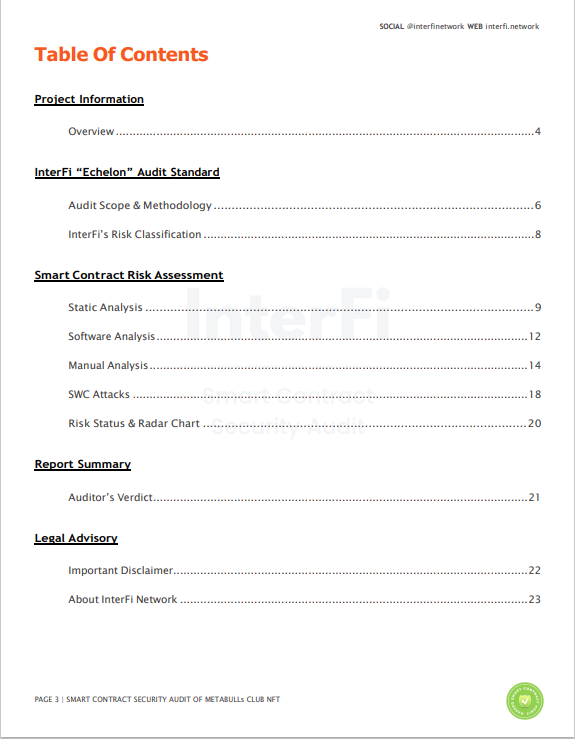 SOCIAL @interfinetwork WEB interfi.network
Table Of Contents
Project Information
Overview ........................................................................................................................4
InterFi “Echelon” Audit Standard
Audit Scope & Methodology ..............................................................................................6
InterFi’s Risk Classification .................................................................................................8
Smart Contract Risk Assessment
InterFi
Static Analysis ..................................................................................................................9
Software Analysis..............................................................................................................12
Manual Analysis................................................................................................................14
Smart Contract
SWC Attacks ....................................................................................................................18
Risk Status & Radar Chart .................................................................................................20
Security Audit
Report Summary
Auditor’s Verdict...............................................................................................................21
Legal Advisory
Important Disclaimer.........................................................................................................22
About InterFi Network .......................................................................................................23
PAGE 3 | SMART CONTRACT SECURITY AUDIT OF METABULLs CLUB NFT